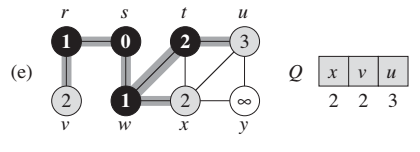 r s t u
(e) 1 0 2 3 Q x v u
2 1 2 ∞ 2 2 3
v w x y